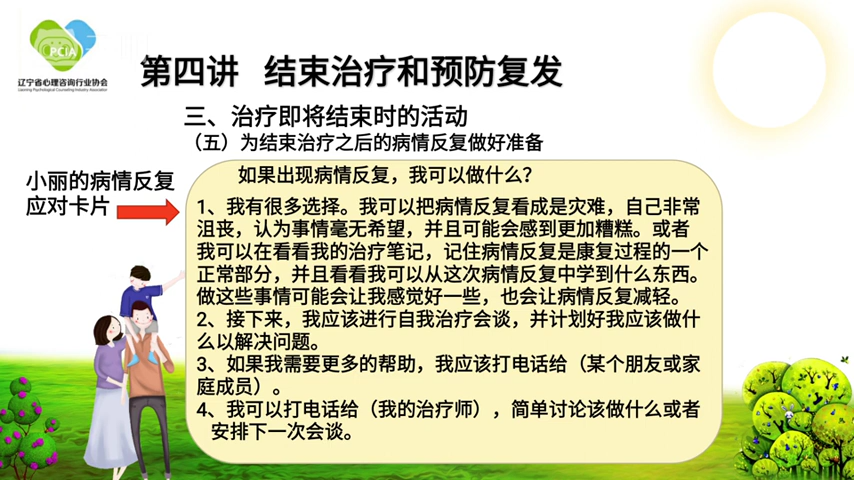 PCIA
辽宁省心理咨询行业协会
Liaoning Psychological Counseling Industry Association
第四讲 结束治疗和预防复发
三、治疗即将结束时的活动
（五）为结束治疗之后的病情反复做好准备
小丽的病情反复
应对卡片
如果出现病情反复，我可以做什么？
1、我有很多选择。我可以把病情反复看成是灾难，自己非常
沮丧，认为事情毫无希望，并且可能会感到更加糟糕。或者
我可以在看看我的治疗笔记，记住病情反复是康复过程的一个
正常部分，并且看看我可以从这次病情反复中学到什么东西。
做这些事情可能会让我感觉好一些，也会让病情反复减轻。
2、接下来，我应该进行自我治疗会谈，并计划好我应该做什
么以解决问题。
3、如果我需要更多的帮助，我应该打电话给（某个朋友或家
庭成员）。
4、我可以打电话给（我的治疗师），简单讨论该做什么或者
安排下一次会谈。